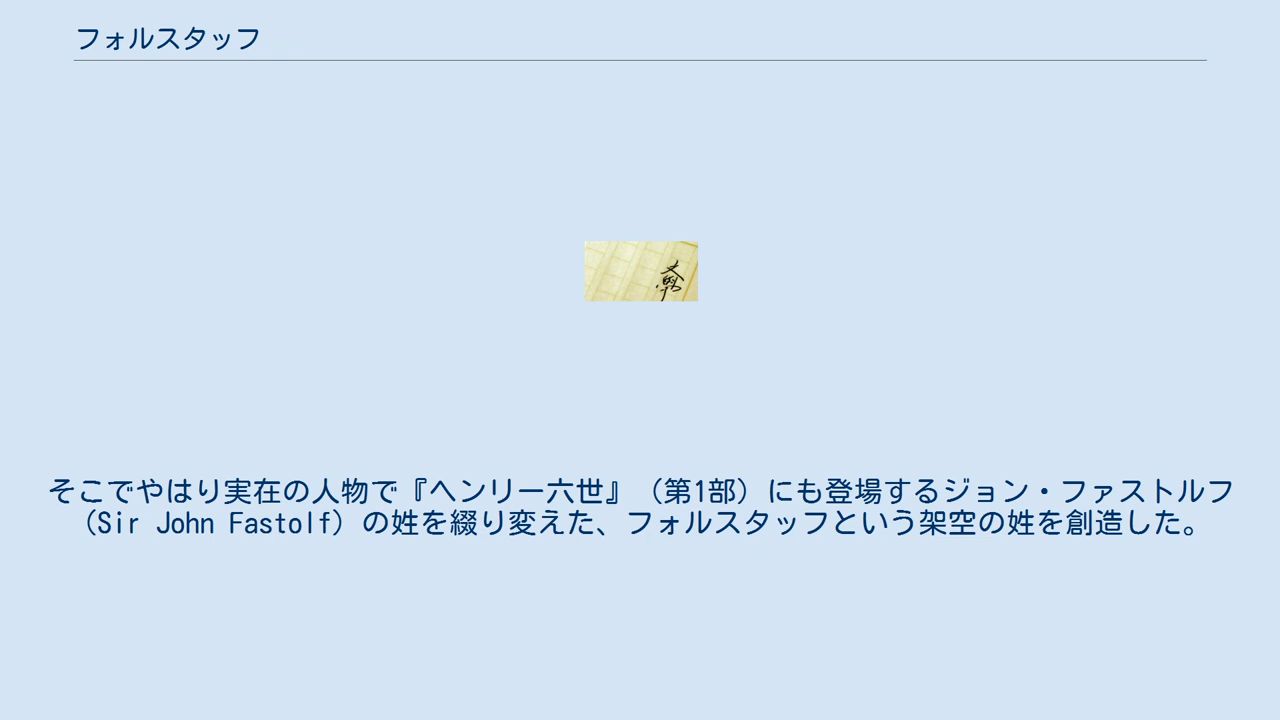 フォルスタッフ
そこでやはり実在の人物で『ヘンリー六世』（第1部）にも登場するジョン・ファストルフ
（Sir John Fastolf）の姓を綴り変えた、フォルスタッフという架空の姓を創造した。